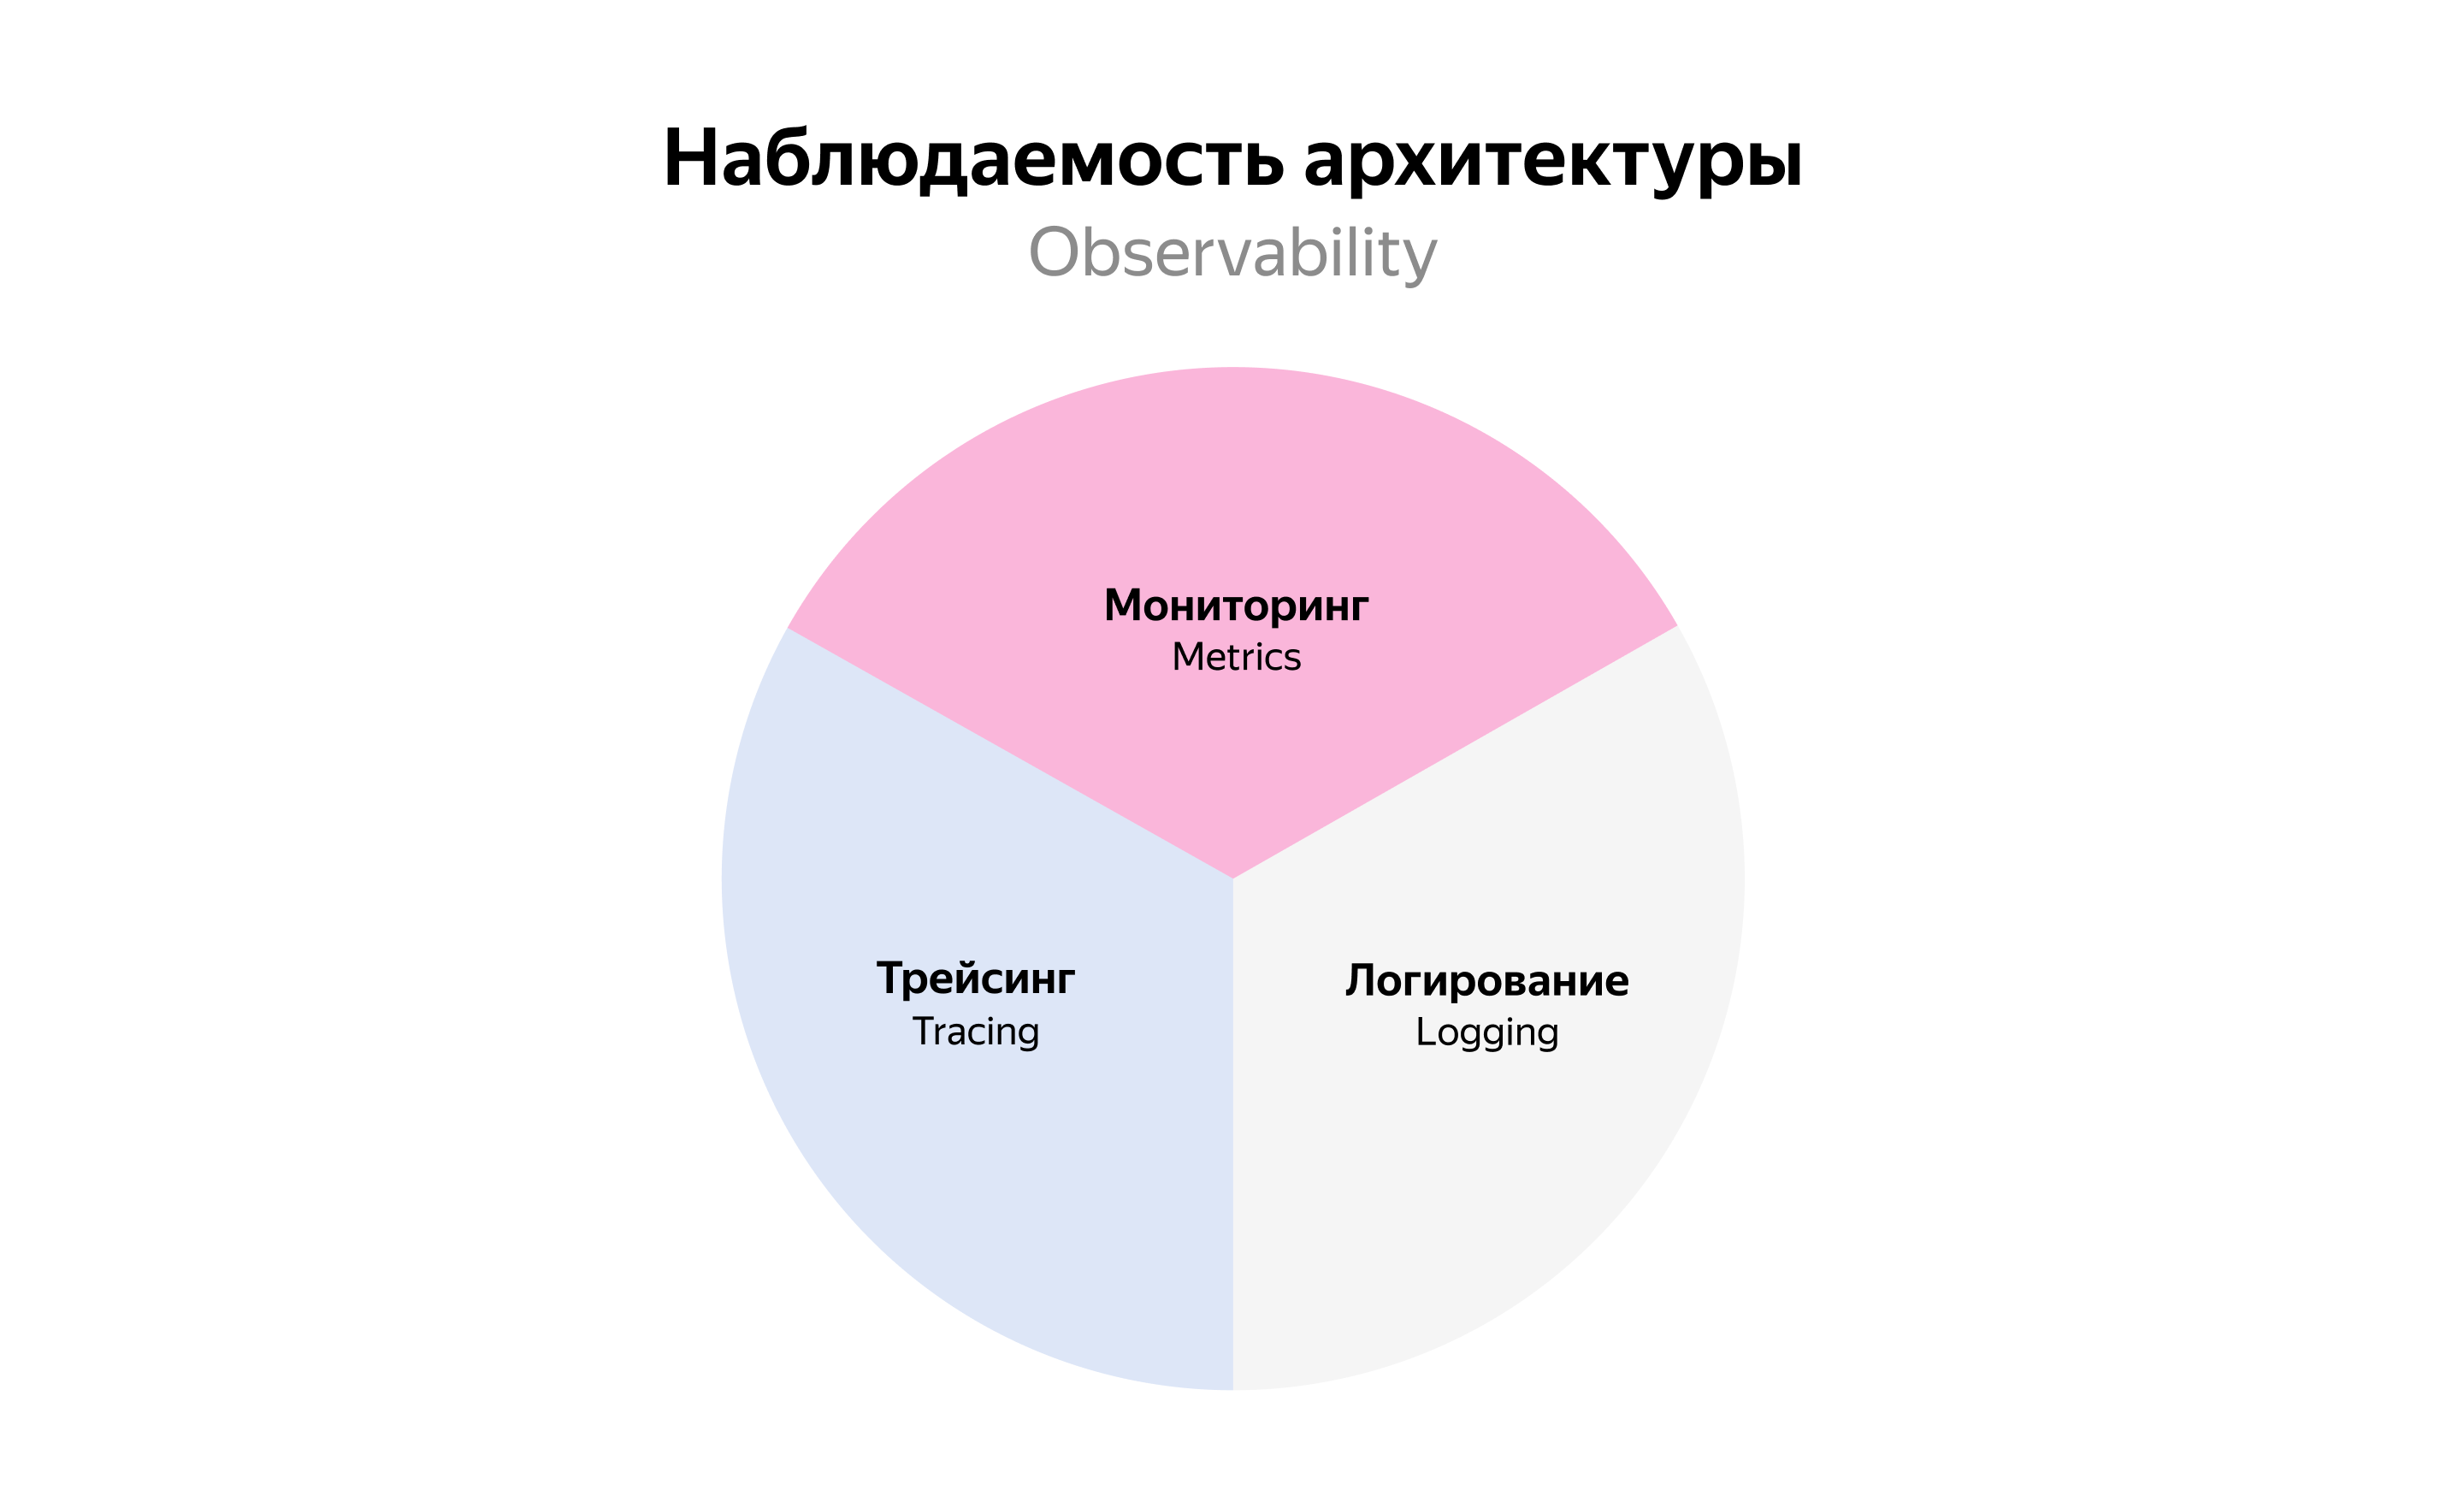 Наблюдаемость архитектуры
Observability
Мониторинг
Metrics
Трейсинг
Tracing
Логирование
Logging